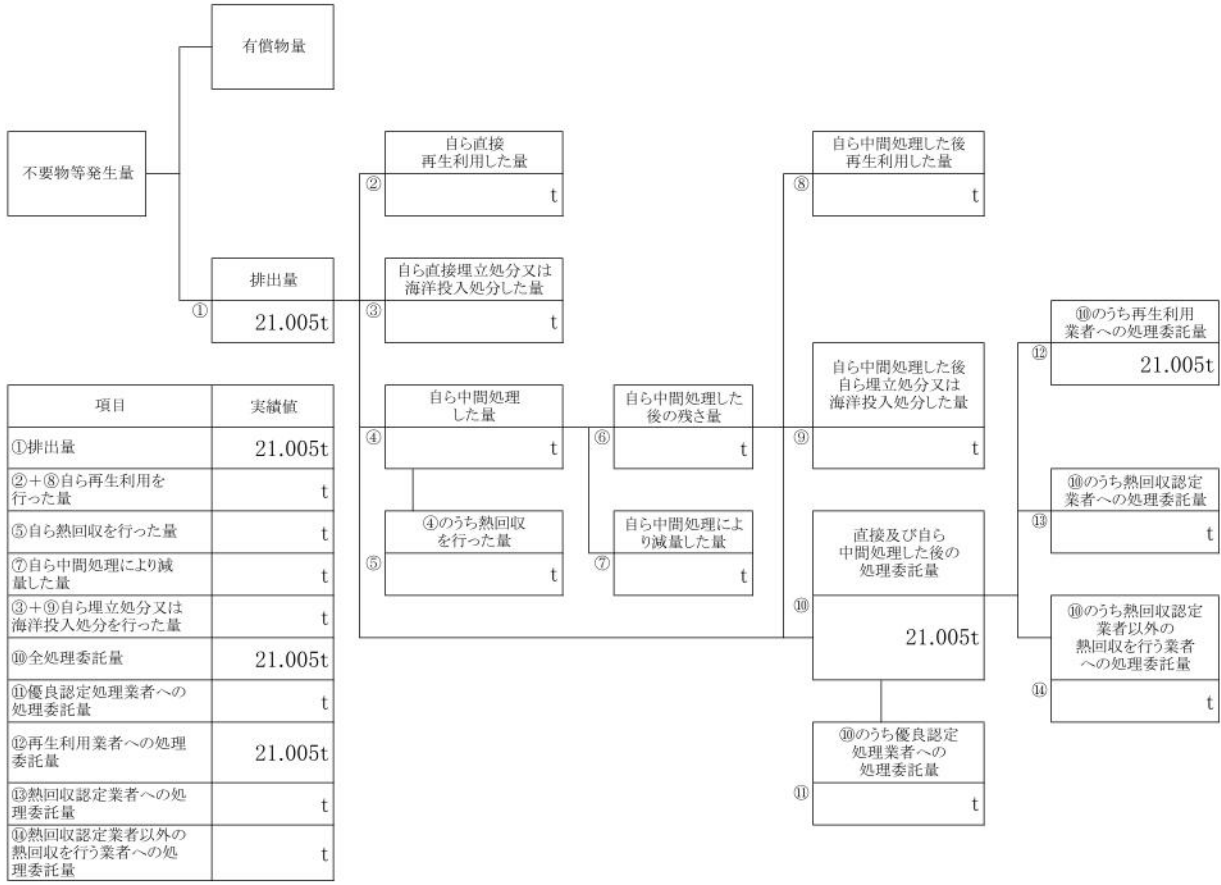 有償物量
不要物等発生量
排出量
①
21.005t
自ら直接
再生利用した量
②
t
自ら直接埋立処分又は
海洋投入処分した量
③
t
自ら中間処理
した量
④
t
④のうち熱回収
を行った量
⑤
t
自ら中間処理した
後の残さ量
⑥
t
自ら中間処理によ
り減量した量
⑦
t
自ら中間処理した後
再生利用した量
⑧
t
自ら中間処理した後
自ら埋立処分又は
海洋投入処分した量
⑨
t
直接及び自ら
中間処理した後の
処理委託量
⑩
21.005t
⑩のうち優良認定
処理業者への
処理委託量
⑪
t
⑩のうち再生利用
業者への処理委託量
⑫
21.005t
⑩のうち熱回収認定
業者への処理委託量
⑬
t
⑩のうち熱回収認定
業者以外の
熱回収を行う業者
への処理委託量
⑭
t
項目 実績値
①排出量 21.005t
②+⑧自ら再生利用を
行った量 t
⑤自ら熱回収を行った量 t
⑦自ら中間処理により減
量した量 t
③+⑨自ら埋立処分又は
海洋投入処分を行った量 t
⑩全処理委託量 21.005t
⑪優良認定処理業者への
処理委託量 t
⑫再生利用業者への処理
委託量 21.005t
⑬熱回収認定業者への処
理委託量 t
⑭熱回収認定業者以外の
熱回収を行う業者への処
理委託量 t